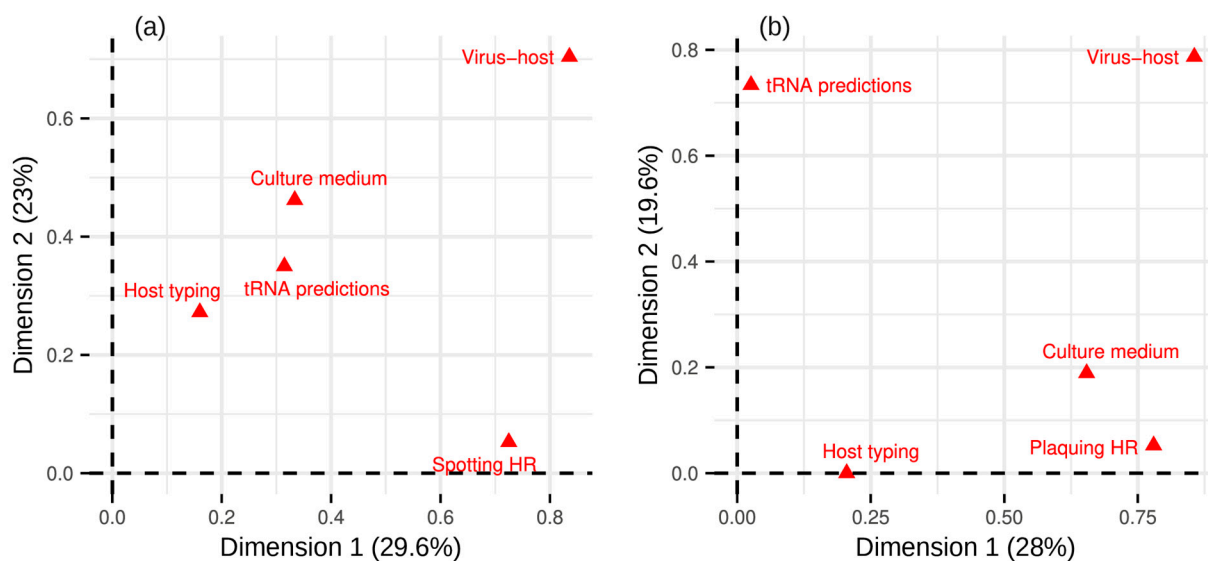 (a)
Virus−host
Culture medium
tRNA predictions
Host typing
Spotting HR
0.6
0.4
0.2
0.0
0.0
0.2
0.4
0.6
0.8
Dimension 2 (23%)
Dimension 1 (29.6%)
(b)
Virus−host
tRNA predictions
Culture medium
Plaquing HR
Host typing
0.8
0.6
0.4
0.2
0.0
0.00
0.25
0.50
0.75
Dimension 2 (19.6%)
Dimension 1 (28%)